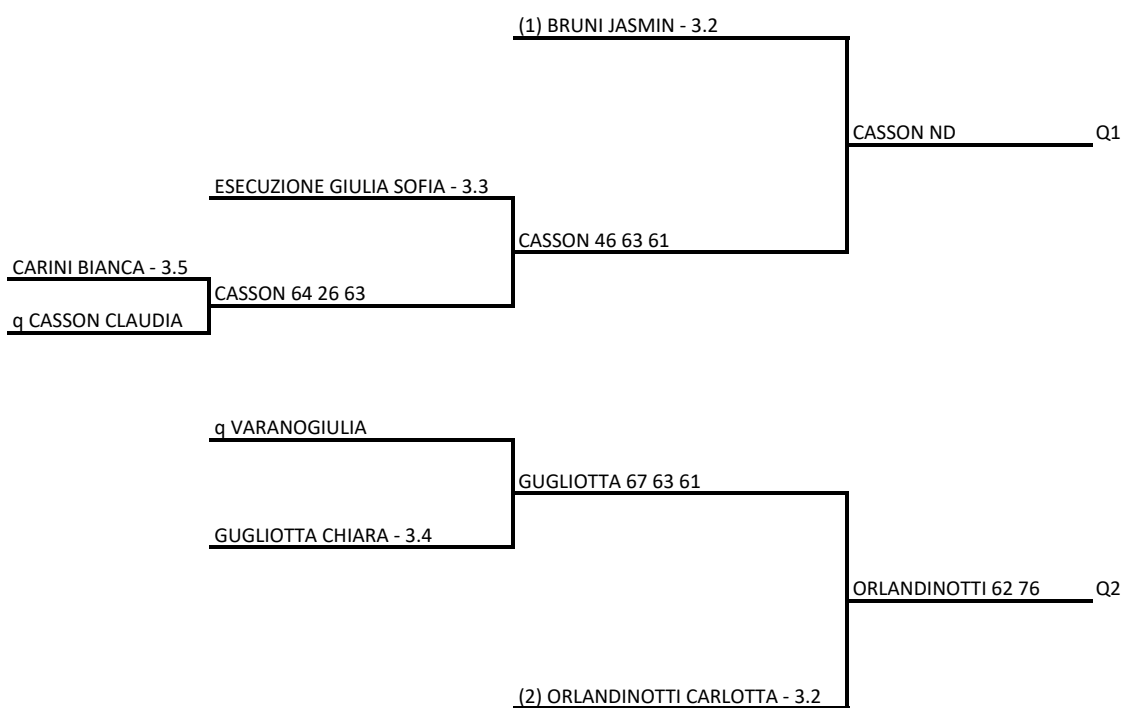 (1) BRUNI JASMIN - 3.2
CASSON ND Q1
ESECUZIONE GIULIA SOFIA - 3.3
CASSON 46 63 61
CARINI BIANCA - 3.5
CASSON 64 26 63
q CASSON CLAUDIA
q VARANOGIULIA
GUGLIOTTA 67 63 61
GUGLIOTTA CHIARA - 3.4
ORLANDINOTTI 62 76 Q2
(2) ORLANDINOTTI CARLOTTA - 3.2